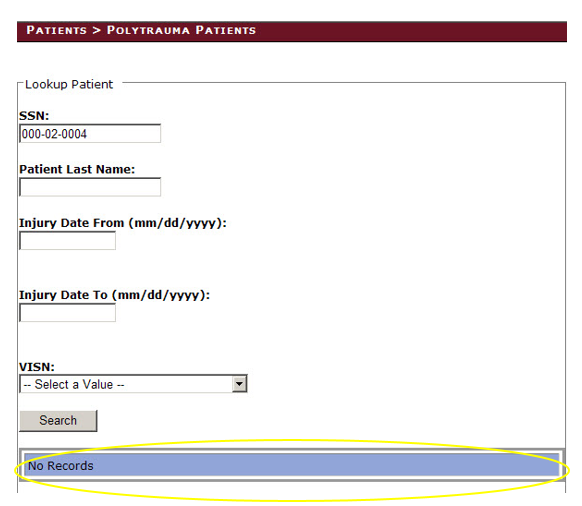 PATIENTS > POLYTRAUMA PATIENTS
Lookup Patient
SSN:
000-02-0004
Patient Last Name:
Injury Date From (mm/dd/yyyy):
Injury Date To (mm/dd/yyyy):
VISN:
-- Select a Value --
Search
No Records